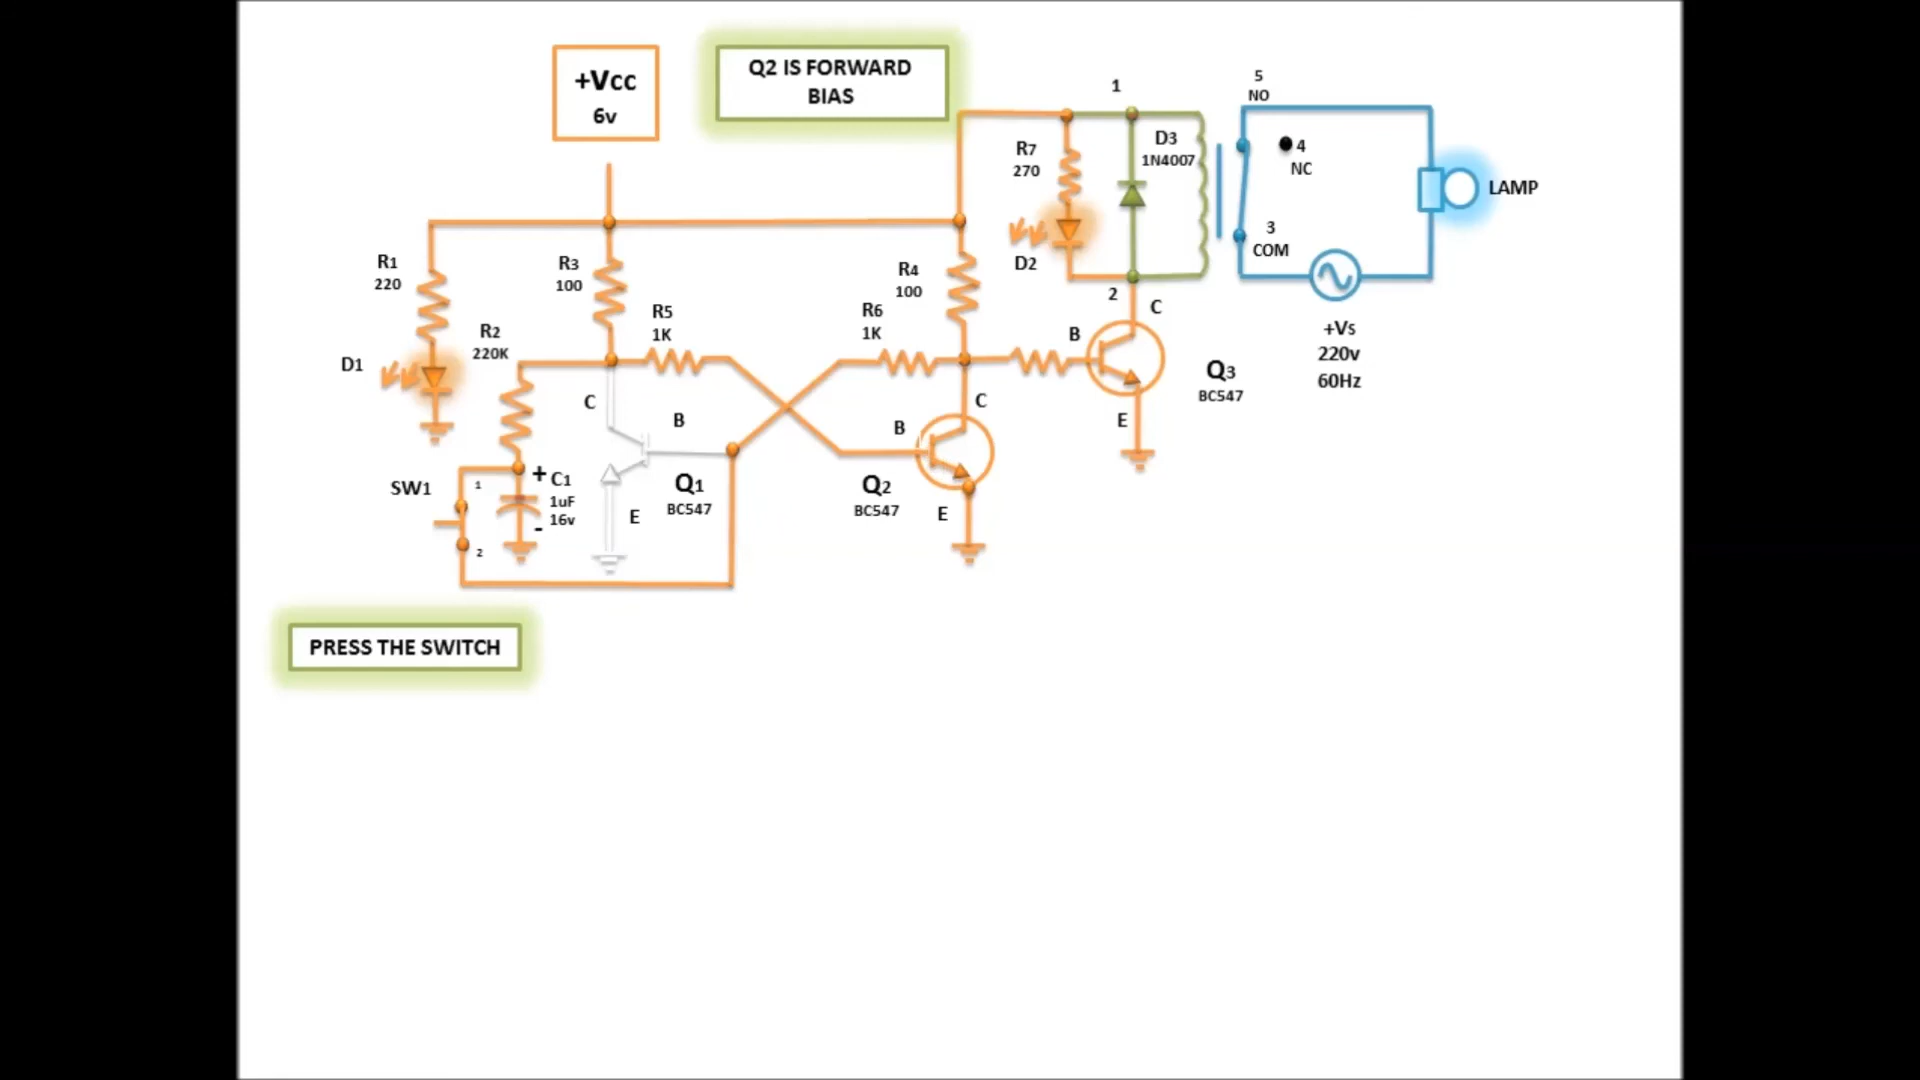 +Vcc
6v
Q2 IS FORWARD
BIAS
1
5
NO
D3
1N4007
4
NC
R7
270
LAMP
3
COM
D2
2
C
R1
220
R3
100
R4
100
R5
1K
R6
1K
R2
220K
D1
B
Q3
BC547
+Vs
220v
60Hz
C
B
C
B
E
SW1
1
+
C1
1uF
16v
-
2
Q1
BC547
E
Q2
BC547
E
PRESS THE SWITCH